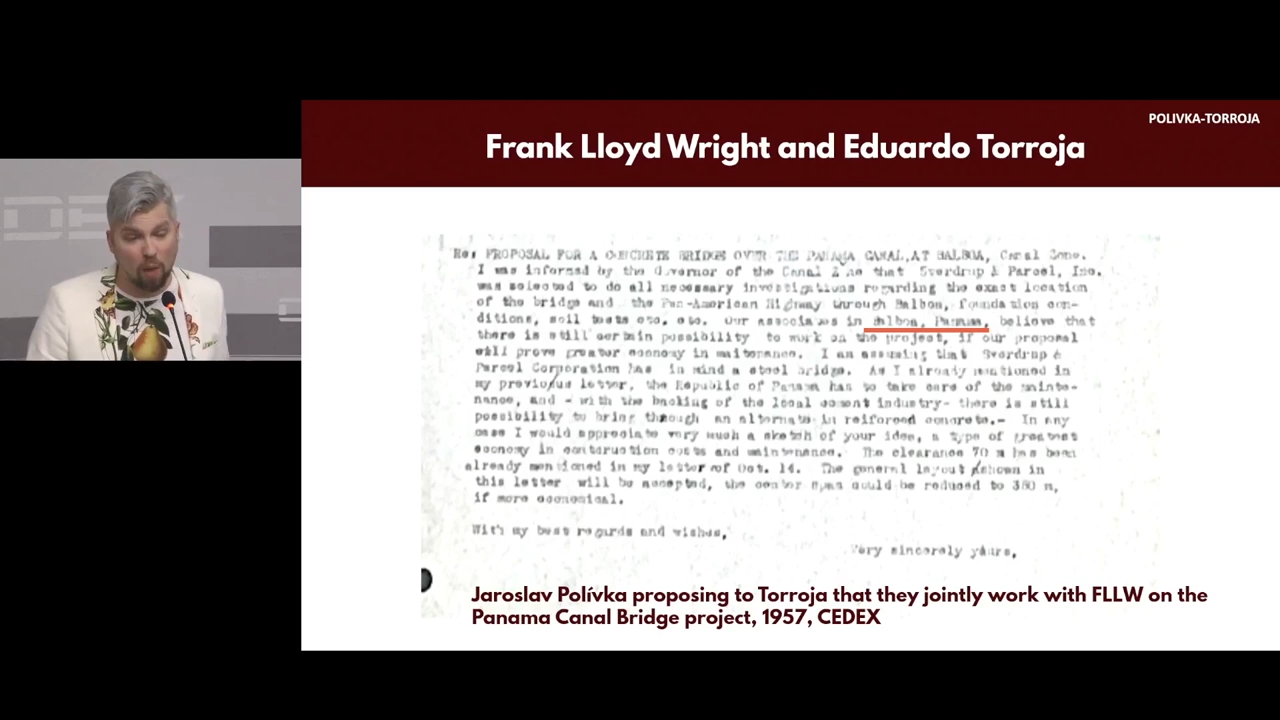 POLIVKA-TORROJA
Frank Lloyd Wright and Eduardo Torroja
Re: PROPOSAL FOR A CONCRETE BRIDGE OVER THE PANAMA CANAL, AT BALBOA, Canal Zone.
I was informed by the Governor of the Canal Zone that Sverdrup & Parcel, Inc.
was selected to do all necessary investigations regarding the exact location
of the bridge and the Pan-American Highway through Balboa, foundation con-
ditions, soil tests etc. etc. Our associates in Balboa, Panama, believe that
there is still certain possibility to work on the project, if our proposal
will prove greater economy in maitenance. I am assuming that Sverdrup &
Parcel Corporation has in mind a steel bridge. As I already mentioned in
my previous letter, the Republic of Panama has to take care of the mainte-
nance, and - with the backing of the local cement industry- there is still
possibility to bring through an alternate in reiforced concrete.- In any
case I would appreciate very much a sketch of your idea, a type of greatest
economy in contruction costs and maintenance. The clearance 70 m has been
already mentioned in my letter of Oct. 14. The general layout shown in
this letter will be accepted, the center span could be reduced to 350 m,
if more economical.
With my best regards and wishes,
Very sincerely yours,
Jaroslav Polívka proposing to Torroja that they jointly work with FLLW on the
Panama Canal Bridge project, 1957, CEDEX